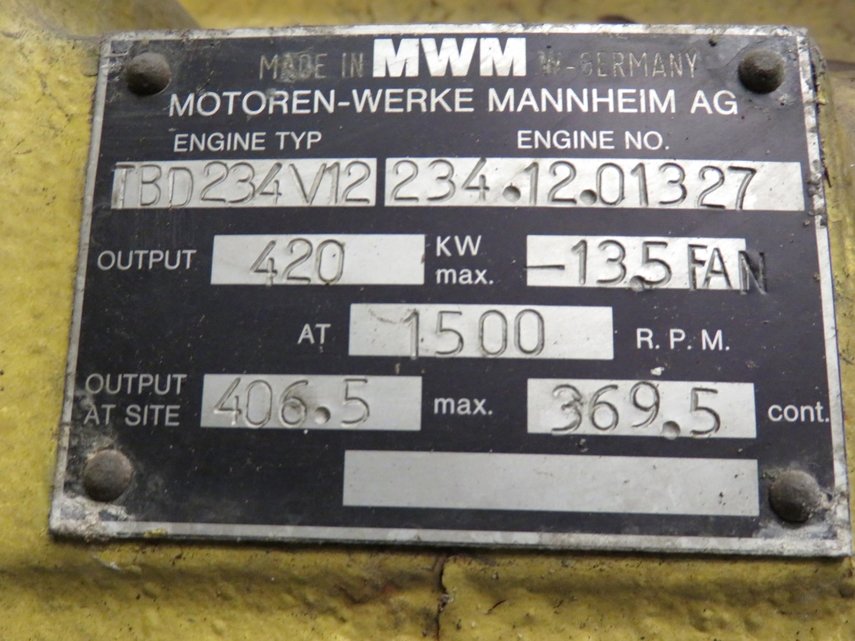 MADE IN MWM W-GERMANY
MOTOREN-WERKE MANNHEIM AG
ENGINE TYP ENGINE NO.
TBD234V12 234.12.01327
OUTPUT 420 KW max. -13.5 FAN
AT 1500 R.P.M.
OUTPUT AT SITE 406.5 max. 369.5 cont.